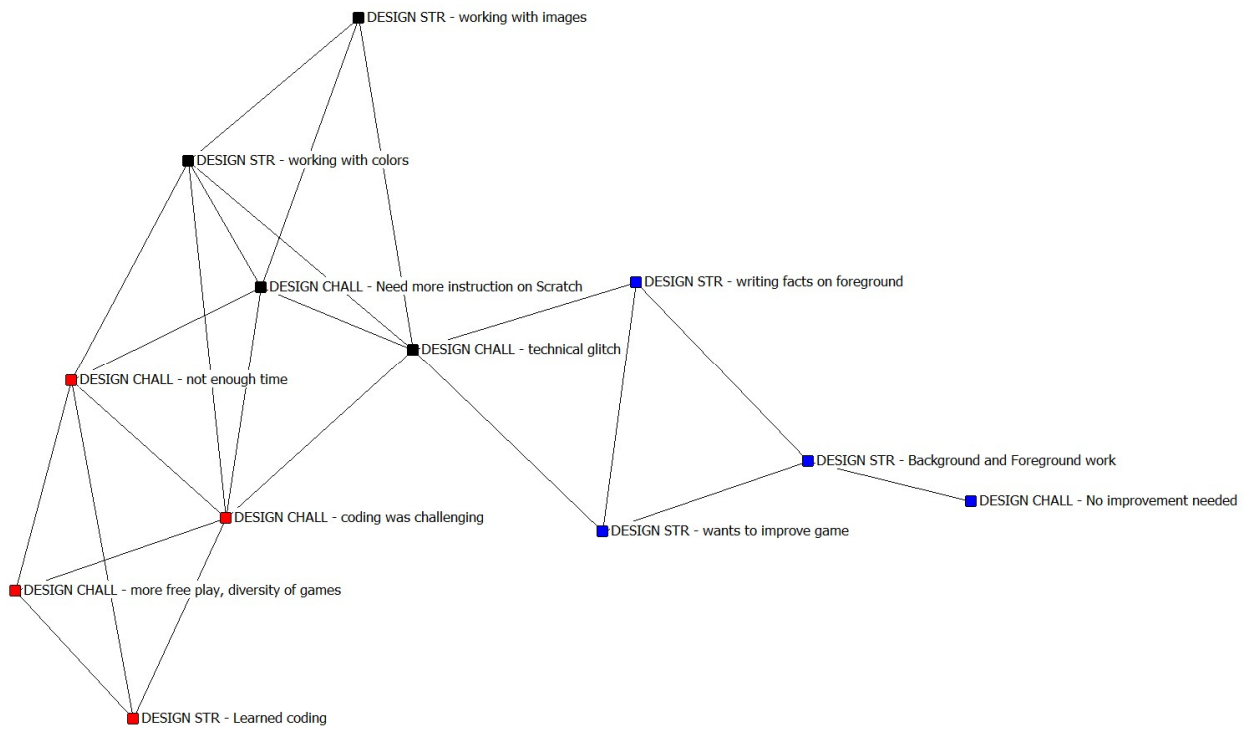 DESIGN STR - working with images
DESIGN STR - working with colors
DESIGN STR - writing facts on foreground
DESIGN CHALL - Need more instruction on Scratch
DESIGN CHALL - technical glitch
DESIGN CHALL - not enough time
DESIGN STR - Background and Foreground work
DESIGN CHALL - No improvement needed
DESIGN CHALL - coding was challenging
DESIGN STR - wants to improve game
DESIGN CHALL - more free play, diversity of games
DESIGN STR - Learned coding